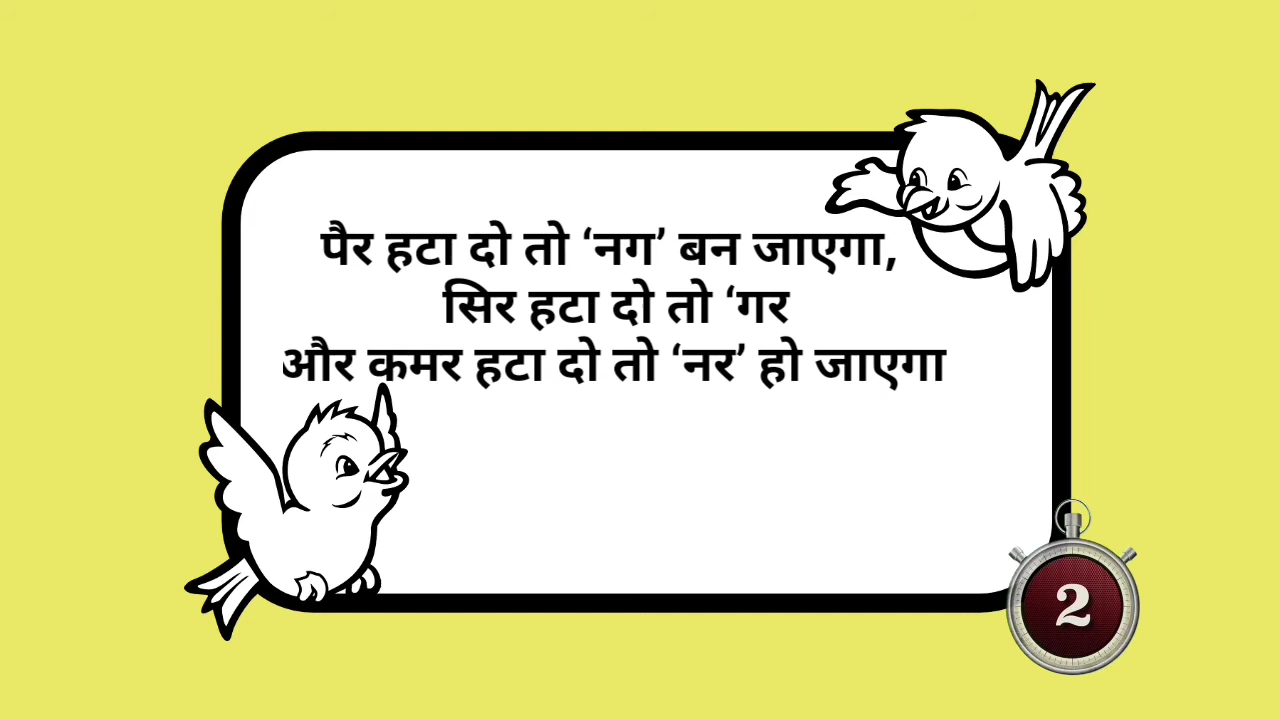 पैर हटा दो तो ‘नग’ बन जाएगा,
सिर हटा दो तो ‘गर
और कमर हटा दो तो ‘नर’ हो जाएगा
2